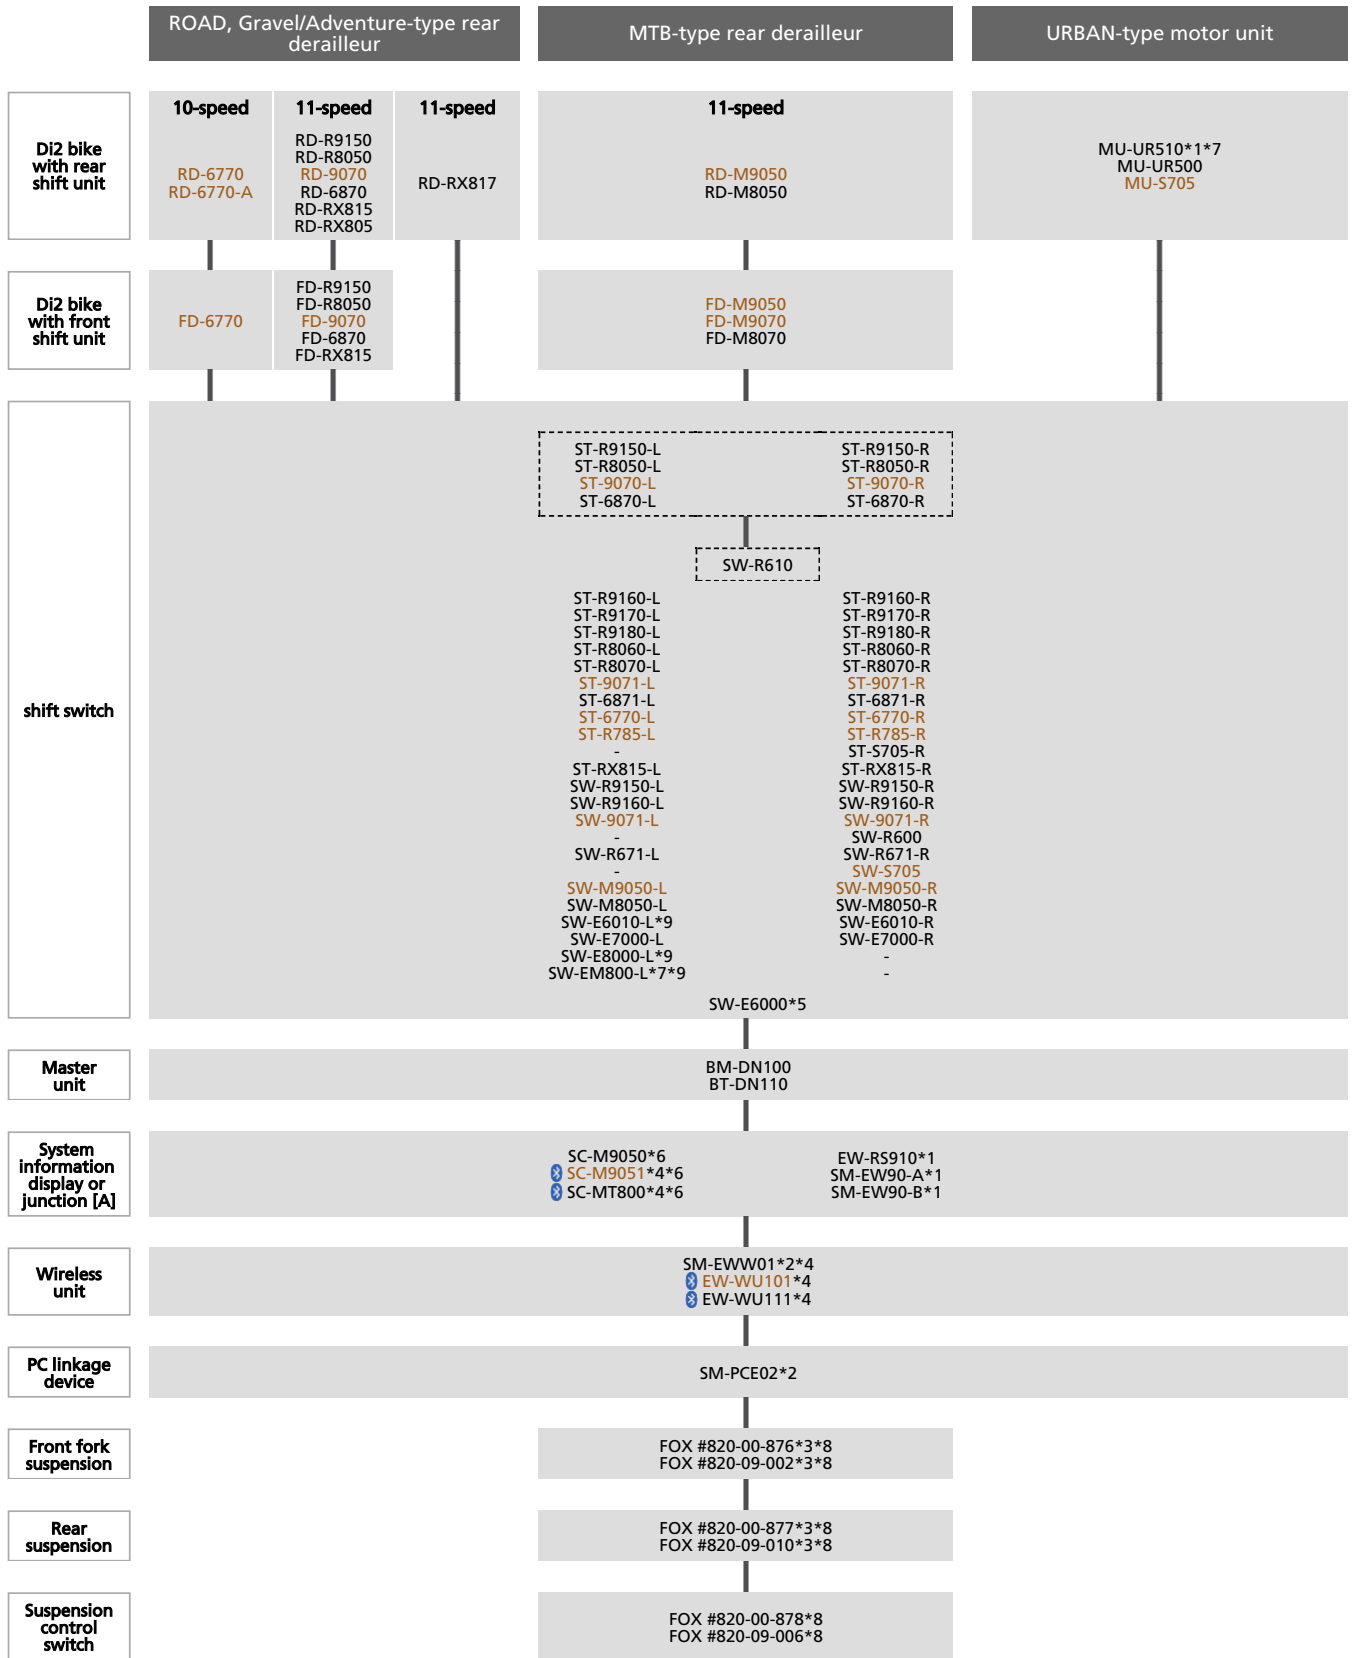 ROAD, Gravel/Adventure-type rear
derailleur
MTB-type rear derailleur
URBAN-type motor unit
Di2 bike
with rear
shift unit
10-speed
RD-6770
RD-6770-A
11-speed
RD-R9150
RD-R8050
RD-9070
RD-6870
RD-RX815
RD-RX805
11-speed
RD-RX817
11-speed
RD-M9050
RD-M8050
MU-UR510*1*7
MU-UR500
MU-S705
Di2 bike
with front
shift unit
FD-6770
FD-R9150
FD-R8050
FD-9070
FD-6870
FD-RX815
FD-M9050
FD-M9070
FD-M8070
shift switch
ST-R9150-L ST-R9150-R
ST-R8050-L ST-R8050-R
ST-9070-L ST-9070-R
ST-6870-L ST-6870-R
SW-R610
ST-R9160-L ST-R9160-R
ST-R9170-L ST-R9170-R
ST-R9180-L ST-R9180-R
ST-R8060-L ST-R8060-R
ST-R8070-L ST-R8070-R
ST-9071-L ST-9071-R
ST-6871-L ST-6871-R
ST-6770-L ST-6770-R
ST-R785-L ST-R785-R
- ST-S705-R
ST-RX815-L ST-RX815-R
SW-R9150-L SW-R9150-R
SW-R9160-L SW-R9160-R
SW-9071-L SW-9071-R
- SW-R600
SW-R671-L SW-R671-R
- SW-S705
SW-M9050-L SW-M9050-R
SW-M8050-L SW-M8050-R
SW-E6010-L*9 SW-E6010-R
SW-E7000-L SW-E7000-R
SW-E8000-L*9 -
SW-EM800-L*7*9 -
SW-E6000*5
Master
unit
BM-DN100
BT-DN110
System
information
display or
junction [A]
SC-M9050*6
SC-M9051*4*6
SC-MT800*4*6
EW-RS910*1
SM-EW90-A*1
SM-EW90-B*1
Wireless
unit
SM-EWW01*2*4
EW-WU101*4
EW-WU111*4
PC linkage
device
SM-PCE02*2
Front fork
suspension
FOX #820-00-876*3*8
FOX #820-09-002*3*8
Rear
suspension
FOX #820-00-877*3*8
FOX #820-09-010*3*8
Suspension
control
switch
FOX #820-00-878*8
FOX #820-09-006*8